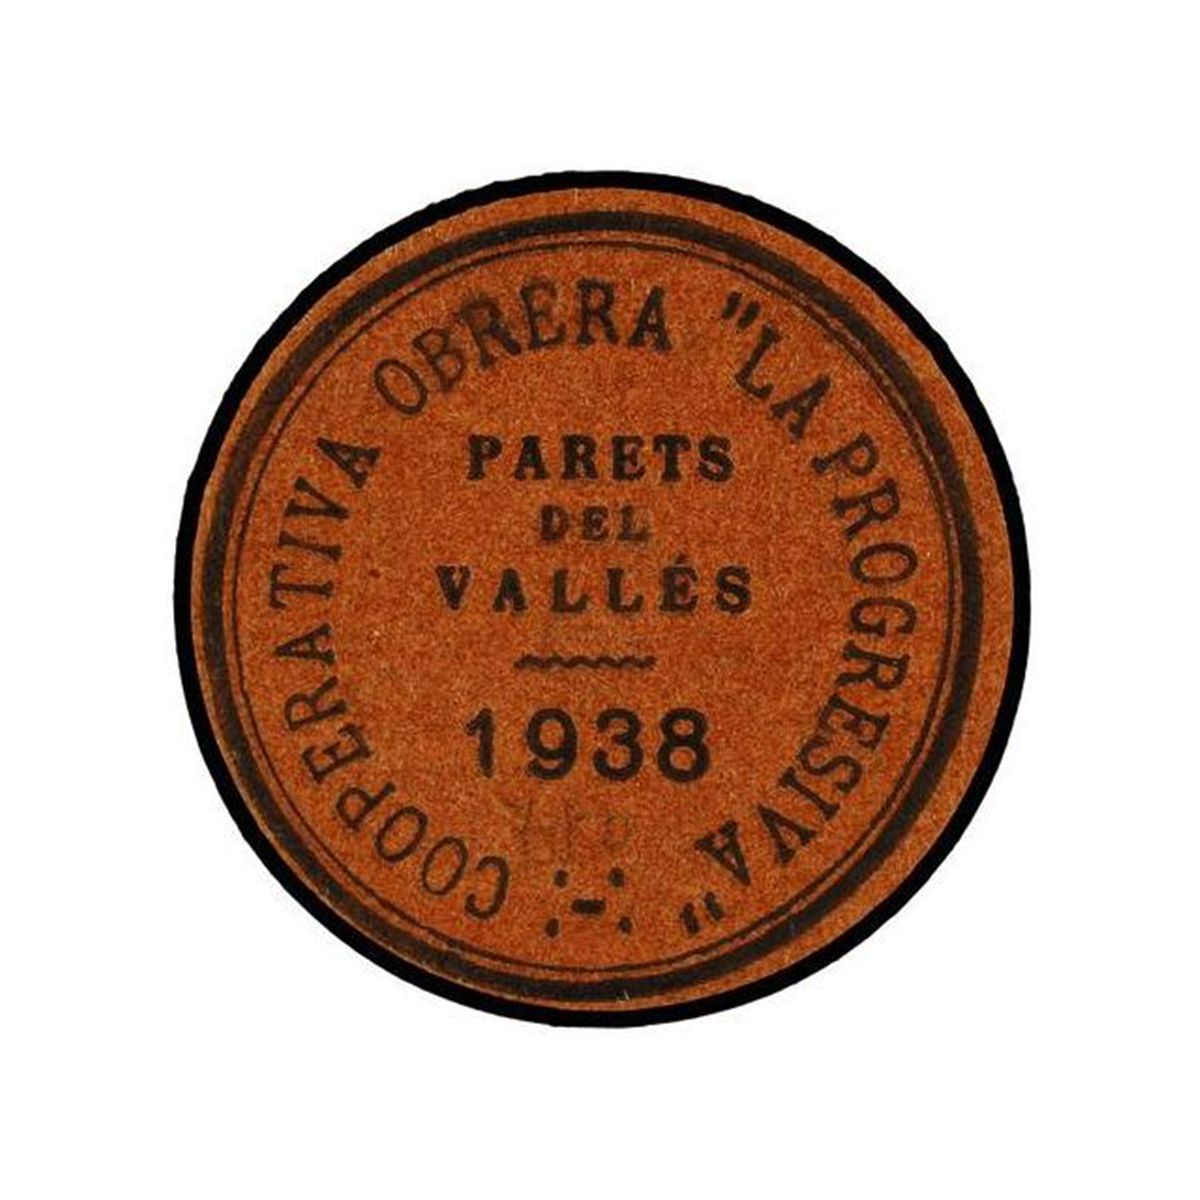 COOPERATIVA OBRERA "LA PROGRESIVA"
PARETS
DEL
VALLÉS
1938